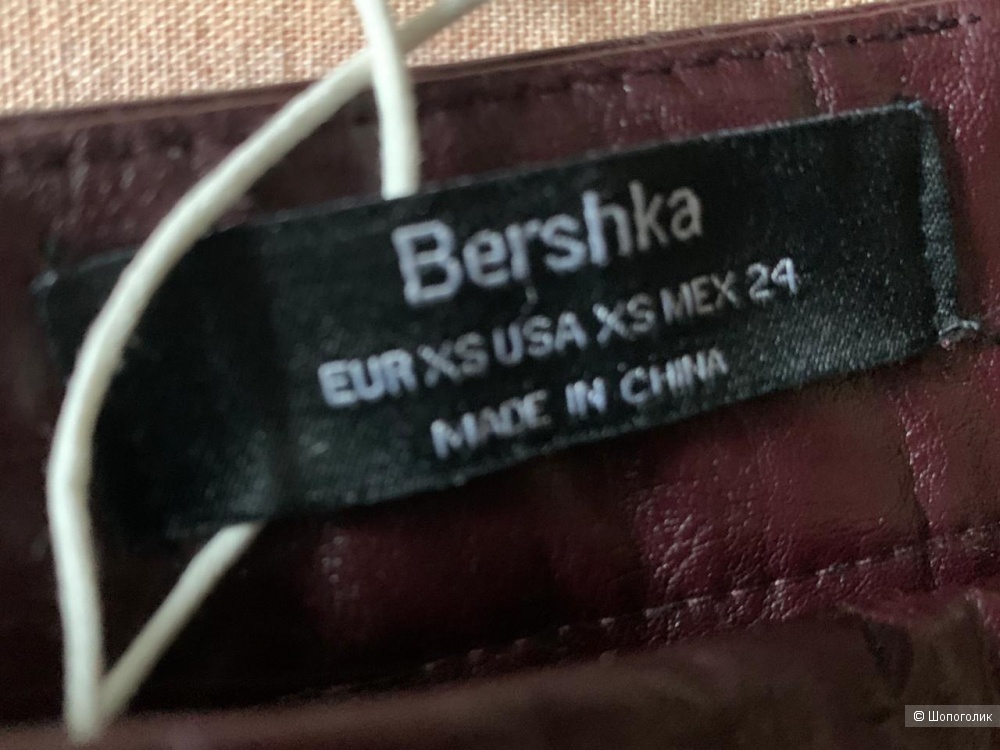 Bershka
EUR XS USA XS MEX 24
MADE IN CHINA
© Шопоголик